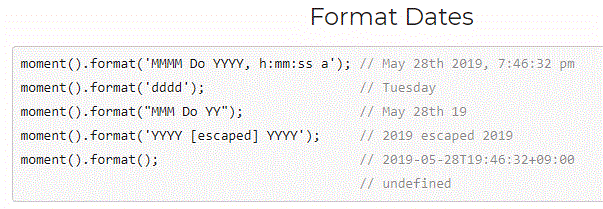 Format Dates
moment().format('MMMM Do YYYY, h:mm:ss a'); // May 28th 2019, 7:46:32 pm
moment().format('dddd'); // Tuesday
moment().format("MMM Do YY"); // May 28th 19
moment().format('YYYY [escaped] YYYY'); // 2019 escaped 2019
moment().format(); // 2019-05-28T19:46:32+09:00
// undefined